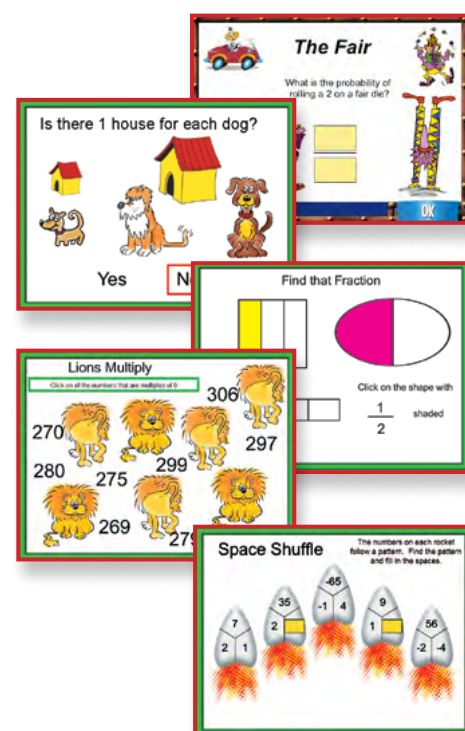 The Fair
What is the probability of
rolling a 2 on a fair die?
OK
Is there 1 house for each dog?
Yes
Find that Fraction
Click on the shape with
1
2
shaded
Lions Multiply
Click on all the numbers that are multiples of 9
306
270
297
299
280
275
269
Space Shuffle
The numbers on each rocket
follow a pattern. Find the pattern
and fill in the spaces.
-65
35
9
-1 4
7
2
1
56
2 1
-2 -4